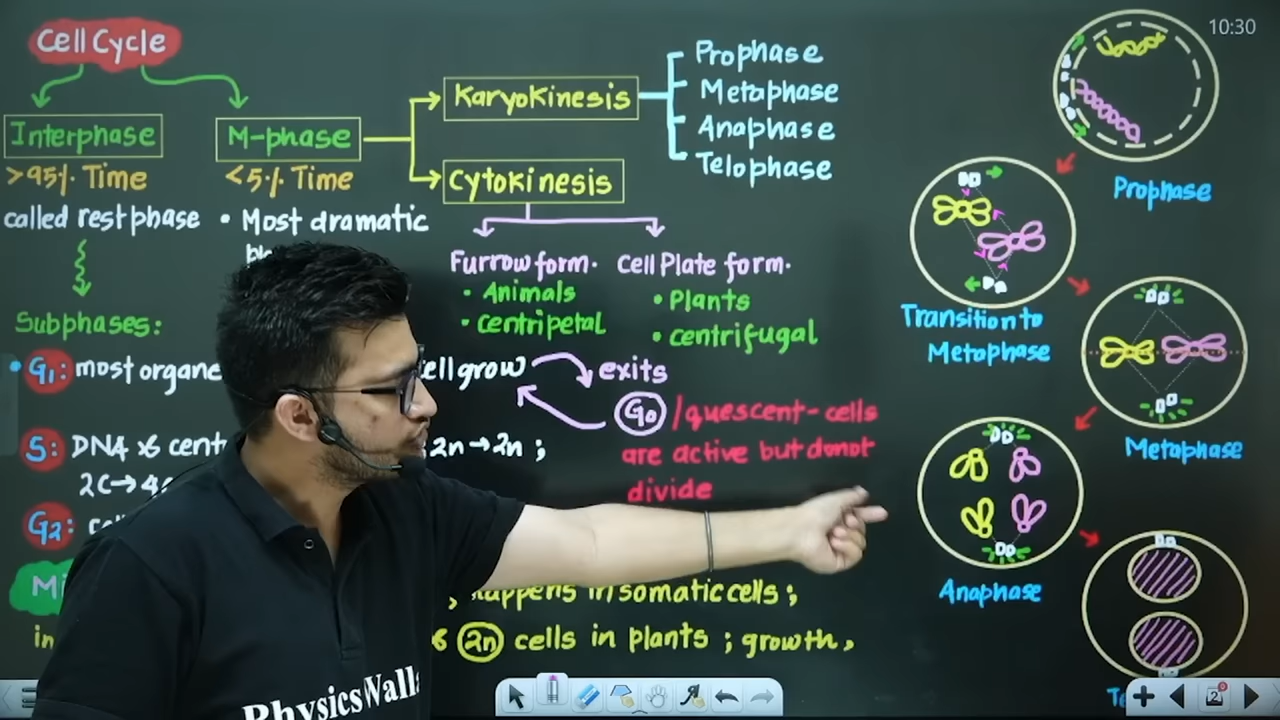 Cell Cycle
10:30
Interphase
>95% Time
called rest phase
M-phase
<5% Time
• Most dramatic
Karyokinesis
Prophase
Metaphase
Anaphase
Telophase
Cytokinesis
Furrow form.
• Animals
• centripetal
Cell Plate form.
• Plants
• centrifugal
Subphases:
• G1: most organe
cell grow
exits
G0 /quescent- cells
are active but donot
divide
S: DNA & cent
2n→2n ;
2C→4C
G2:
happens in somatic cells ;
in
& 2n cells in plants ; growth,
Prophase
Transition to
Metaphase
Metaphase
Anaphase
PhysicsWalla
2